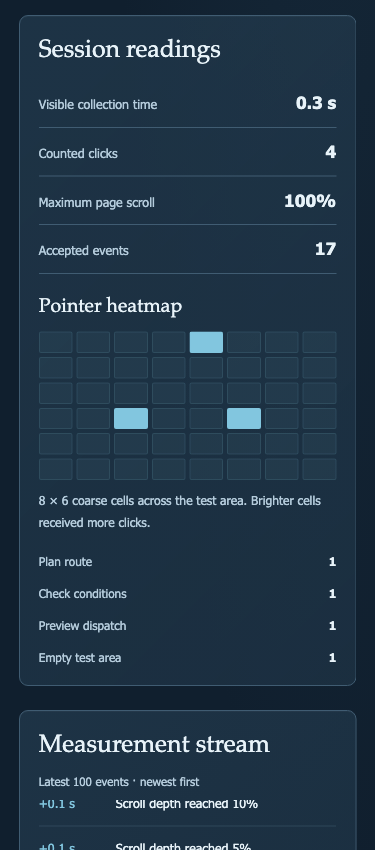 Session readings
Visible collection time 0.3 s
Counted clicks 4
Maximum page scroll 100%
Accepted events 17
Pointer heatmap
8 × 6 coarse cells across the test area. Brighter cells
received more clicks.
Plan route 1
Check conditions 1
Preview dispatch 1
Empty test area 1
Measurement stream
Latest 100 events · newest first
+0.1 s Scroll depth reached 10%
+0.1 s Scroll depth reached 5%